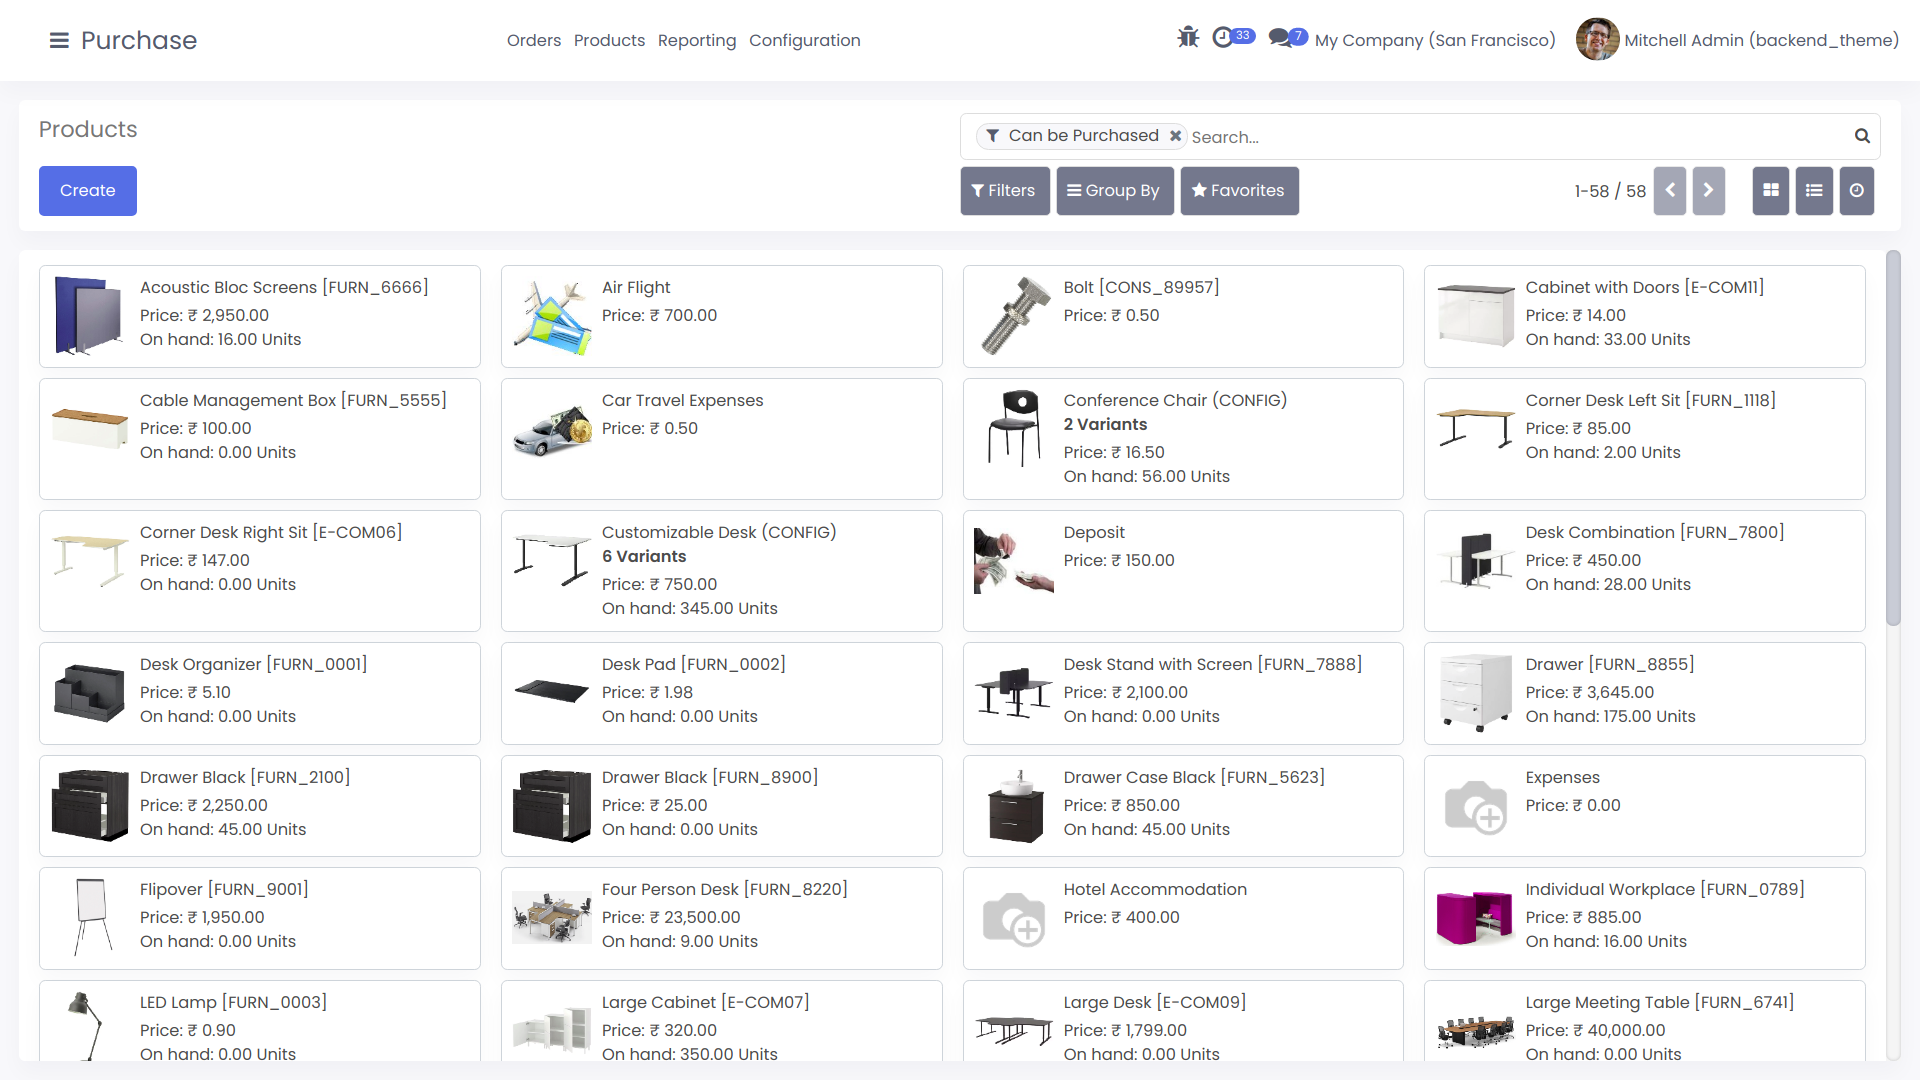 Purchase
Orders Products Reporting Configuration
33
7
My Company (San Francisco)
Mitchell Admin (backend_theme)
Products
Can be Purchased
Search...
Create
Filters
Group By
Favorites
1-58 / 58
Acoustic Bloc Screens [FURN_6666]
Price: ₹ 2,950.00
On hand: 16.00 Units
Air Flight
Price: ₹ 700.00
Bolt [CONS_89957]
Price: ₹ 0.50
Cabinet with Doors [E-COM11]
Price: ₹ 14.00
On hand: 33.00 Units
Cable Management Box [FURN_5555]
Price: ₹ 100.00
On hand: 0.00 Units
Car Travel Expenses
Price: ₹ 0.50
Conference Chair (CONFIG)
2 Variants
Price: ₹ 16.50
On hand: 56.00 Units
Corner Desk Left Sit [FURN_1118]
Price: ₹ 85.00
On hand: 2.00 Units
Corner Desk Right Sit [E-COM06]
Price: ₹ 147.00
On hand: 0.00 Units
Customizable Desk (CONFIG)
6 Variants
Price: ₹ 750.00
On hand: 345.00 Units
Deposit
Price: ₹ 150.00
Desk Combination [FURN_7800]
Price: ₹ 450.00
On hand: 28.00 Units
Desk Organizer [FURN_0001]
Price: ₹ 5.10
On hand: 0.00 Units
Desk Pad [FURN_0002]
Price: ₹ 1.98
On hand: 0.00 Units
Desk Stand with Screen [FURN_7888]
Price: ₹ 2,100.00
On hand: 0.00 Units
Drawer [FURN_8855]
Price: ₹ 3,645.00
On hand: 175.00 Units
Drawer Black [FURN_2100]
Price: ₹ 2,250.00
On hand: 45.00 Units
Drawer Black [FURN_8900]
Price: ₹ 25.00
On hand: 0.00 Units
Drawer Case Black [FURN_5623]
Price: ₹ 850.00
On hand: 45.00 Units
Expenses
Price: ₹ 0.00
Flipover [FURN_9001]
Price: ₹ 1,950.00
On hand: 0.00 Units
Four Person Desk [FURN_8220]
Price: ₹ 23,500.00
On hand: 9.00 Units
Hotel Accommodation
Price: ₹ 400.00
Individual Workplace [FURN_0789]
Price: ₹ 885.00
On hand: 16.00 Units
LED Lamp [FURN_0003]
Price: ₹ 0.90
On hand: 0.00 Units
Large Cabinet [E-COM07]
Price: ₹ 320.00
On hand: 350.00 Units
Large Desk [E-COM09]
Price: ₹ 1,799.00
On hand: 0.00 Units
Large Meeting Table [FURN_6741]
Price: ₹ 40,000.00
On hand: 0.00 Units